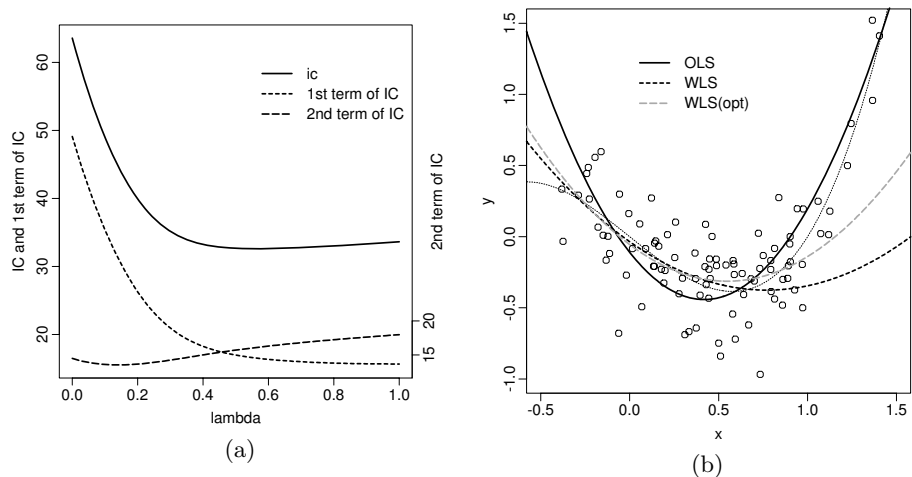 IC and 1st term of IC
60
50
40
30
20
ic
1st term of IC
2nd term of IC
2nd term of IC
20
15
0.0 0.2 0.4 0.6 0.8 1.0
lambda
(a)
y
1.5
1.0
0.5
0.0
-0.5
-1.0
OLS
WLS
WLS(opt)
-0.5 0.0 0.5 1.0 1.5
x
(b)